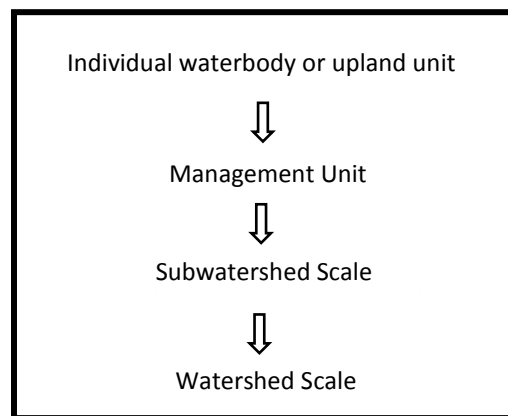 Individual waterbody or upland unit
Management Unit
Subwatershed Scale
Watershed Scale